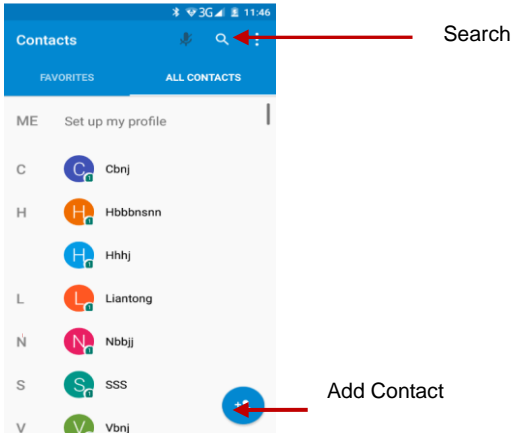 3G 11:46
Contacts
Search
FAVORITES ALL CONTACTS
ME Set up my profile
C C Cbnj
H H Hbbbnsnn
H Hhhj
L L Liantong
N N Nbbjj
S S SSS
Add Contact
V V Vbnj